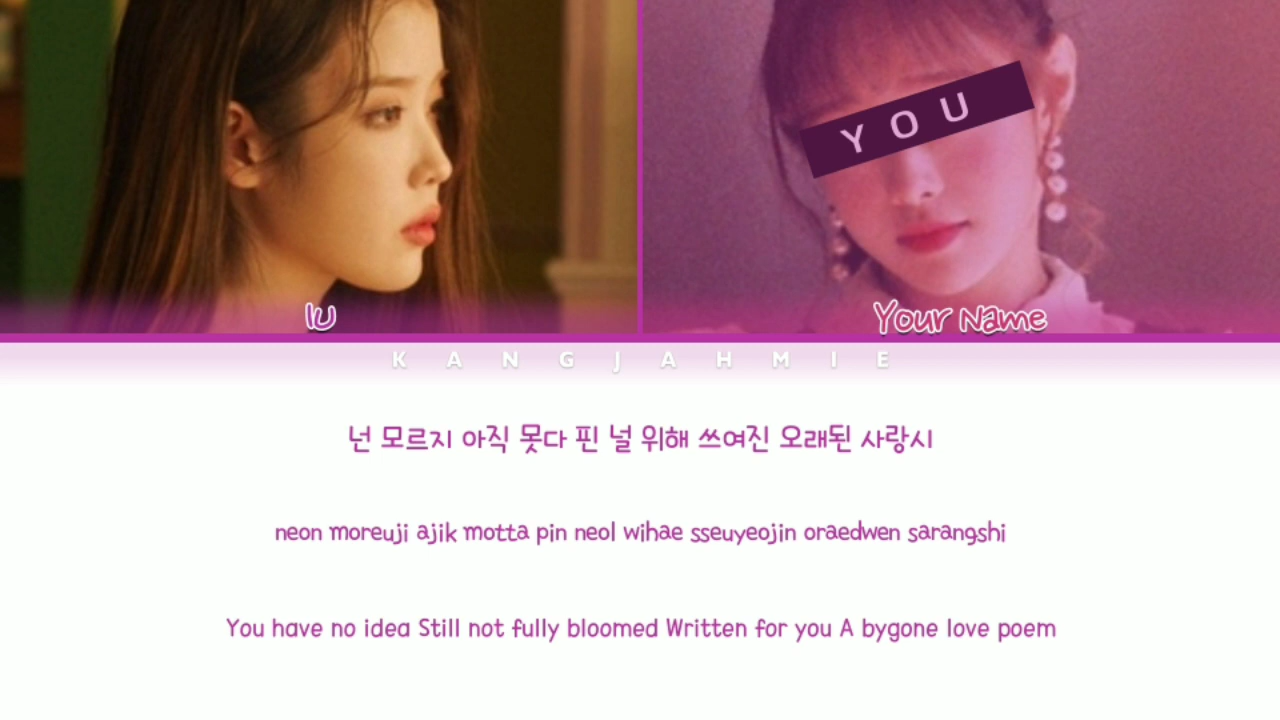 YOU
IU
Your Name
KANGJAHMIE
넌 모르지 아직 못다 핀 널 위해 쓰여진 오래된 사랑시
neon moreuji ajik motta pin neol wihae sseuyeojin oraedwen sarangshi
You have no idea Still not fully bloomed Written for you A bygone love poem